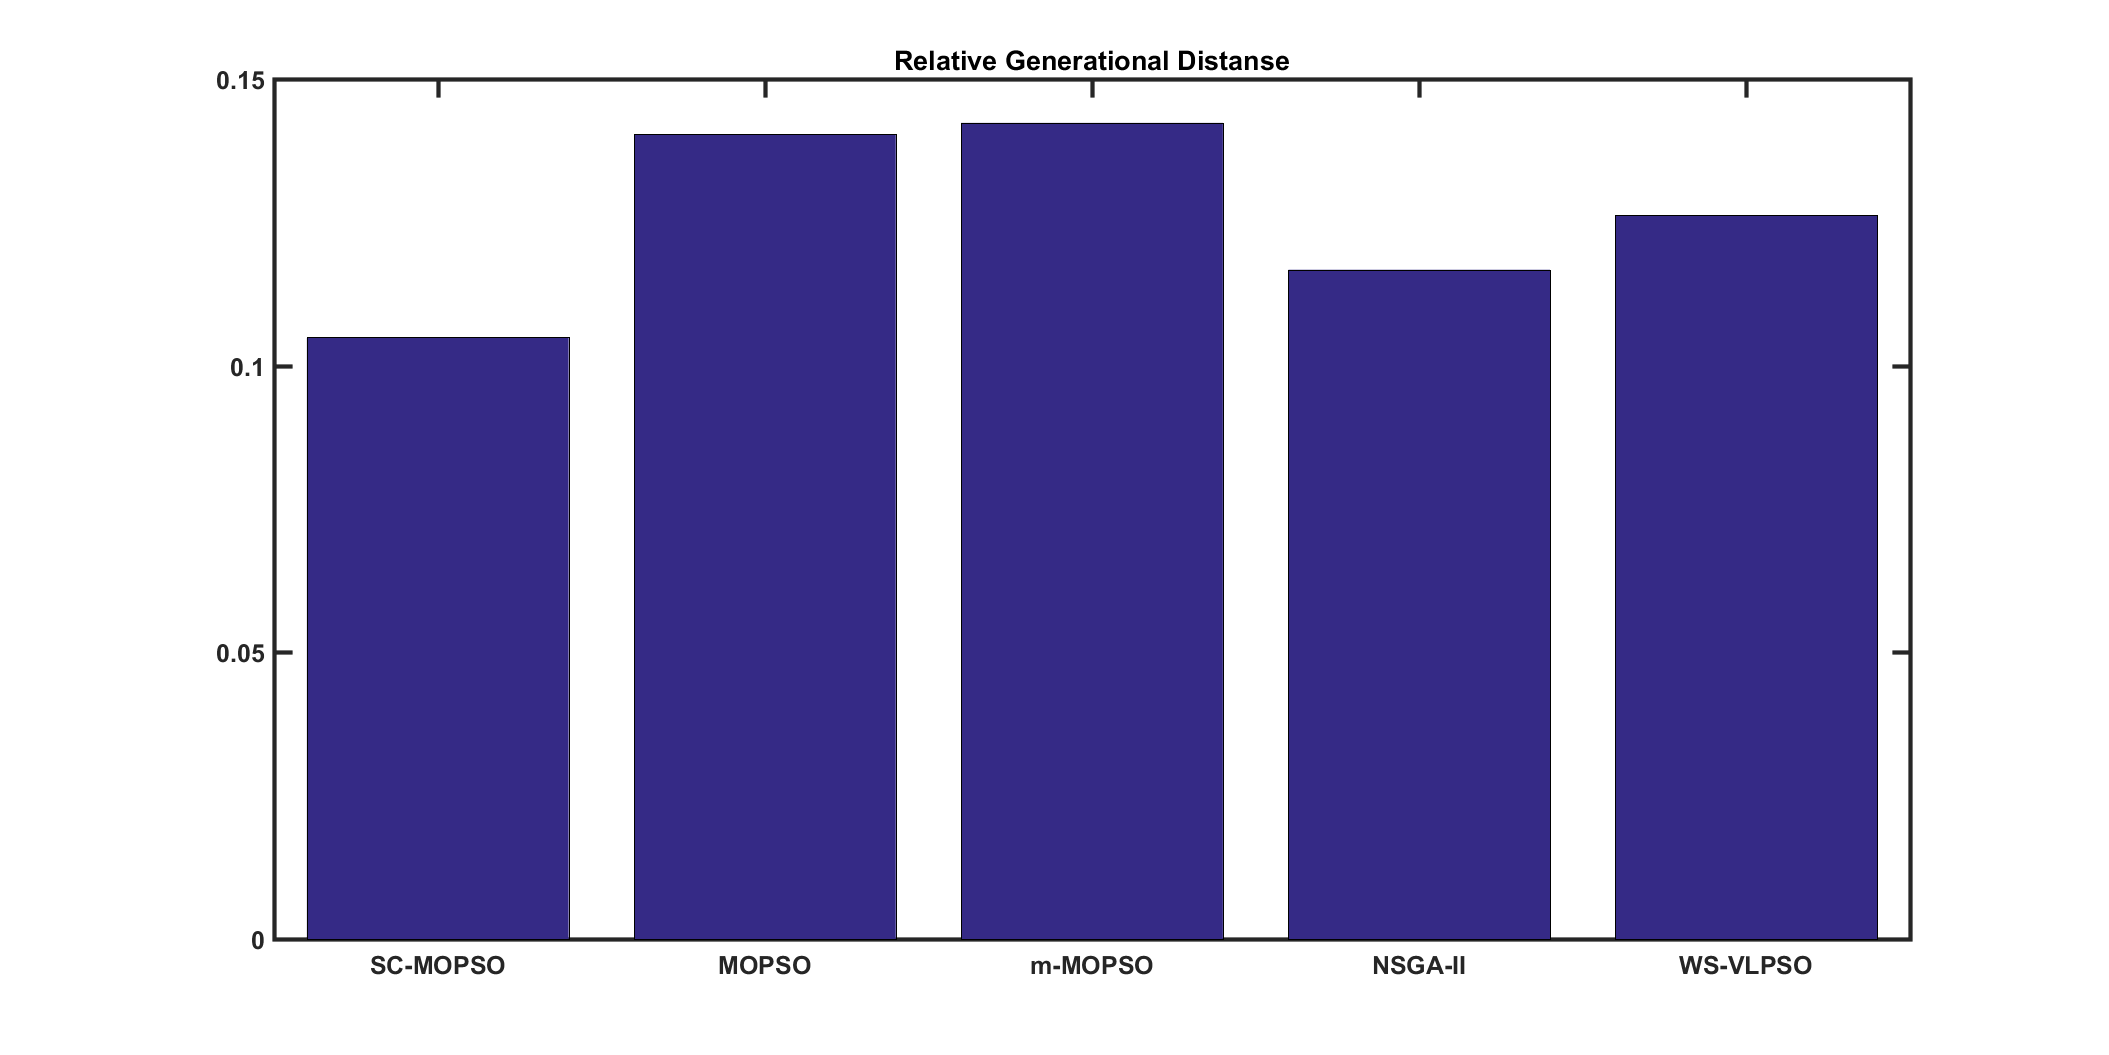 Relative Generational Distanse
0.15
0.1
0.05
0
SC-MOPSO MOPSO m-MOPSO NSGA-II WS-VLPSO